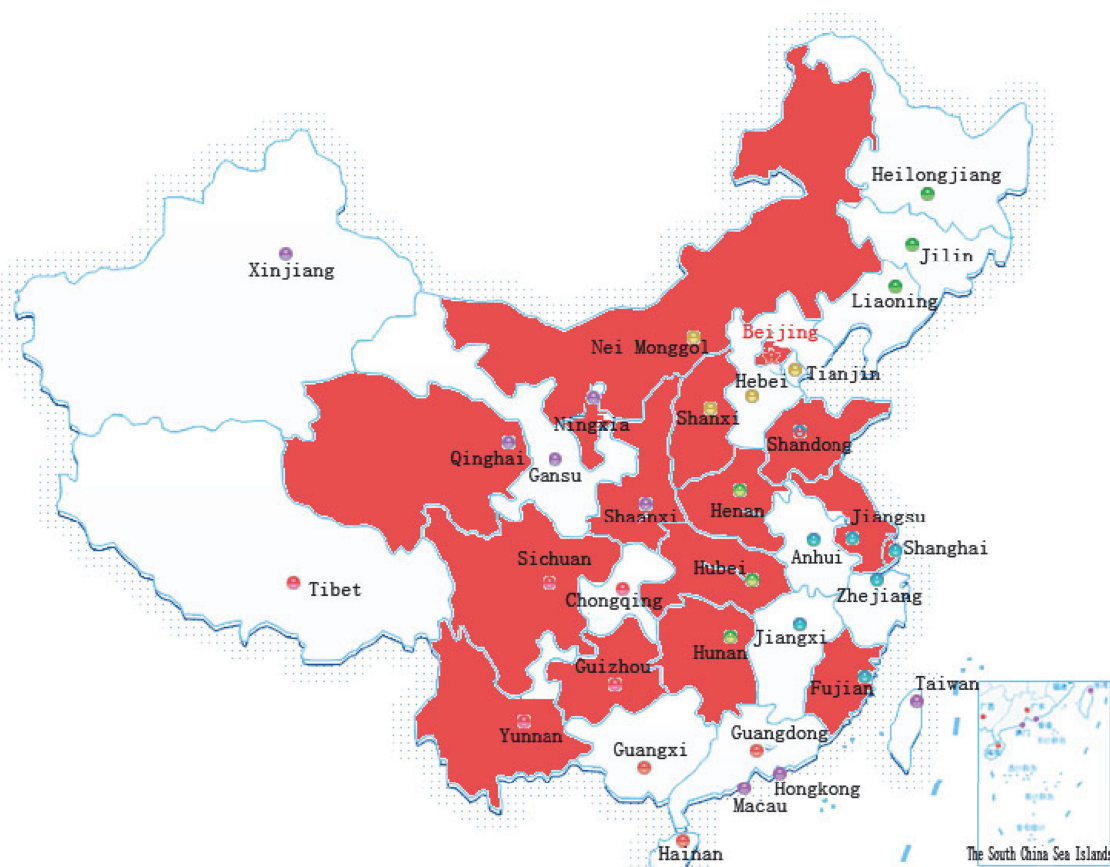 Heilongjiang
Jilin
Xinjiang
Liaoning
Beijing
Nei Monggol
Tianjin
Hebei
Shanxi
Ningxia
Shandong
Qinghai
Gansu
Henan
Shaanxi
Jiangsu
Anhui
Shanghai
Sichuan
Hubei
Tibet
Chongqing
Zhejiang
Jiangxi
Hunan
Guizhou
Fujian
Taiwan
Yunnan
Guangdong
Guangxi
Hongkong
Macau
Hainan
The South China Sea Islands